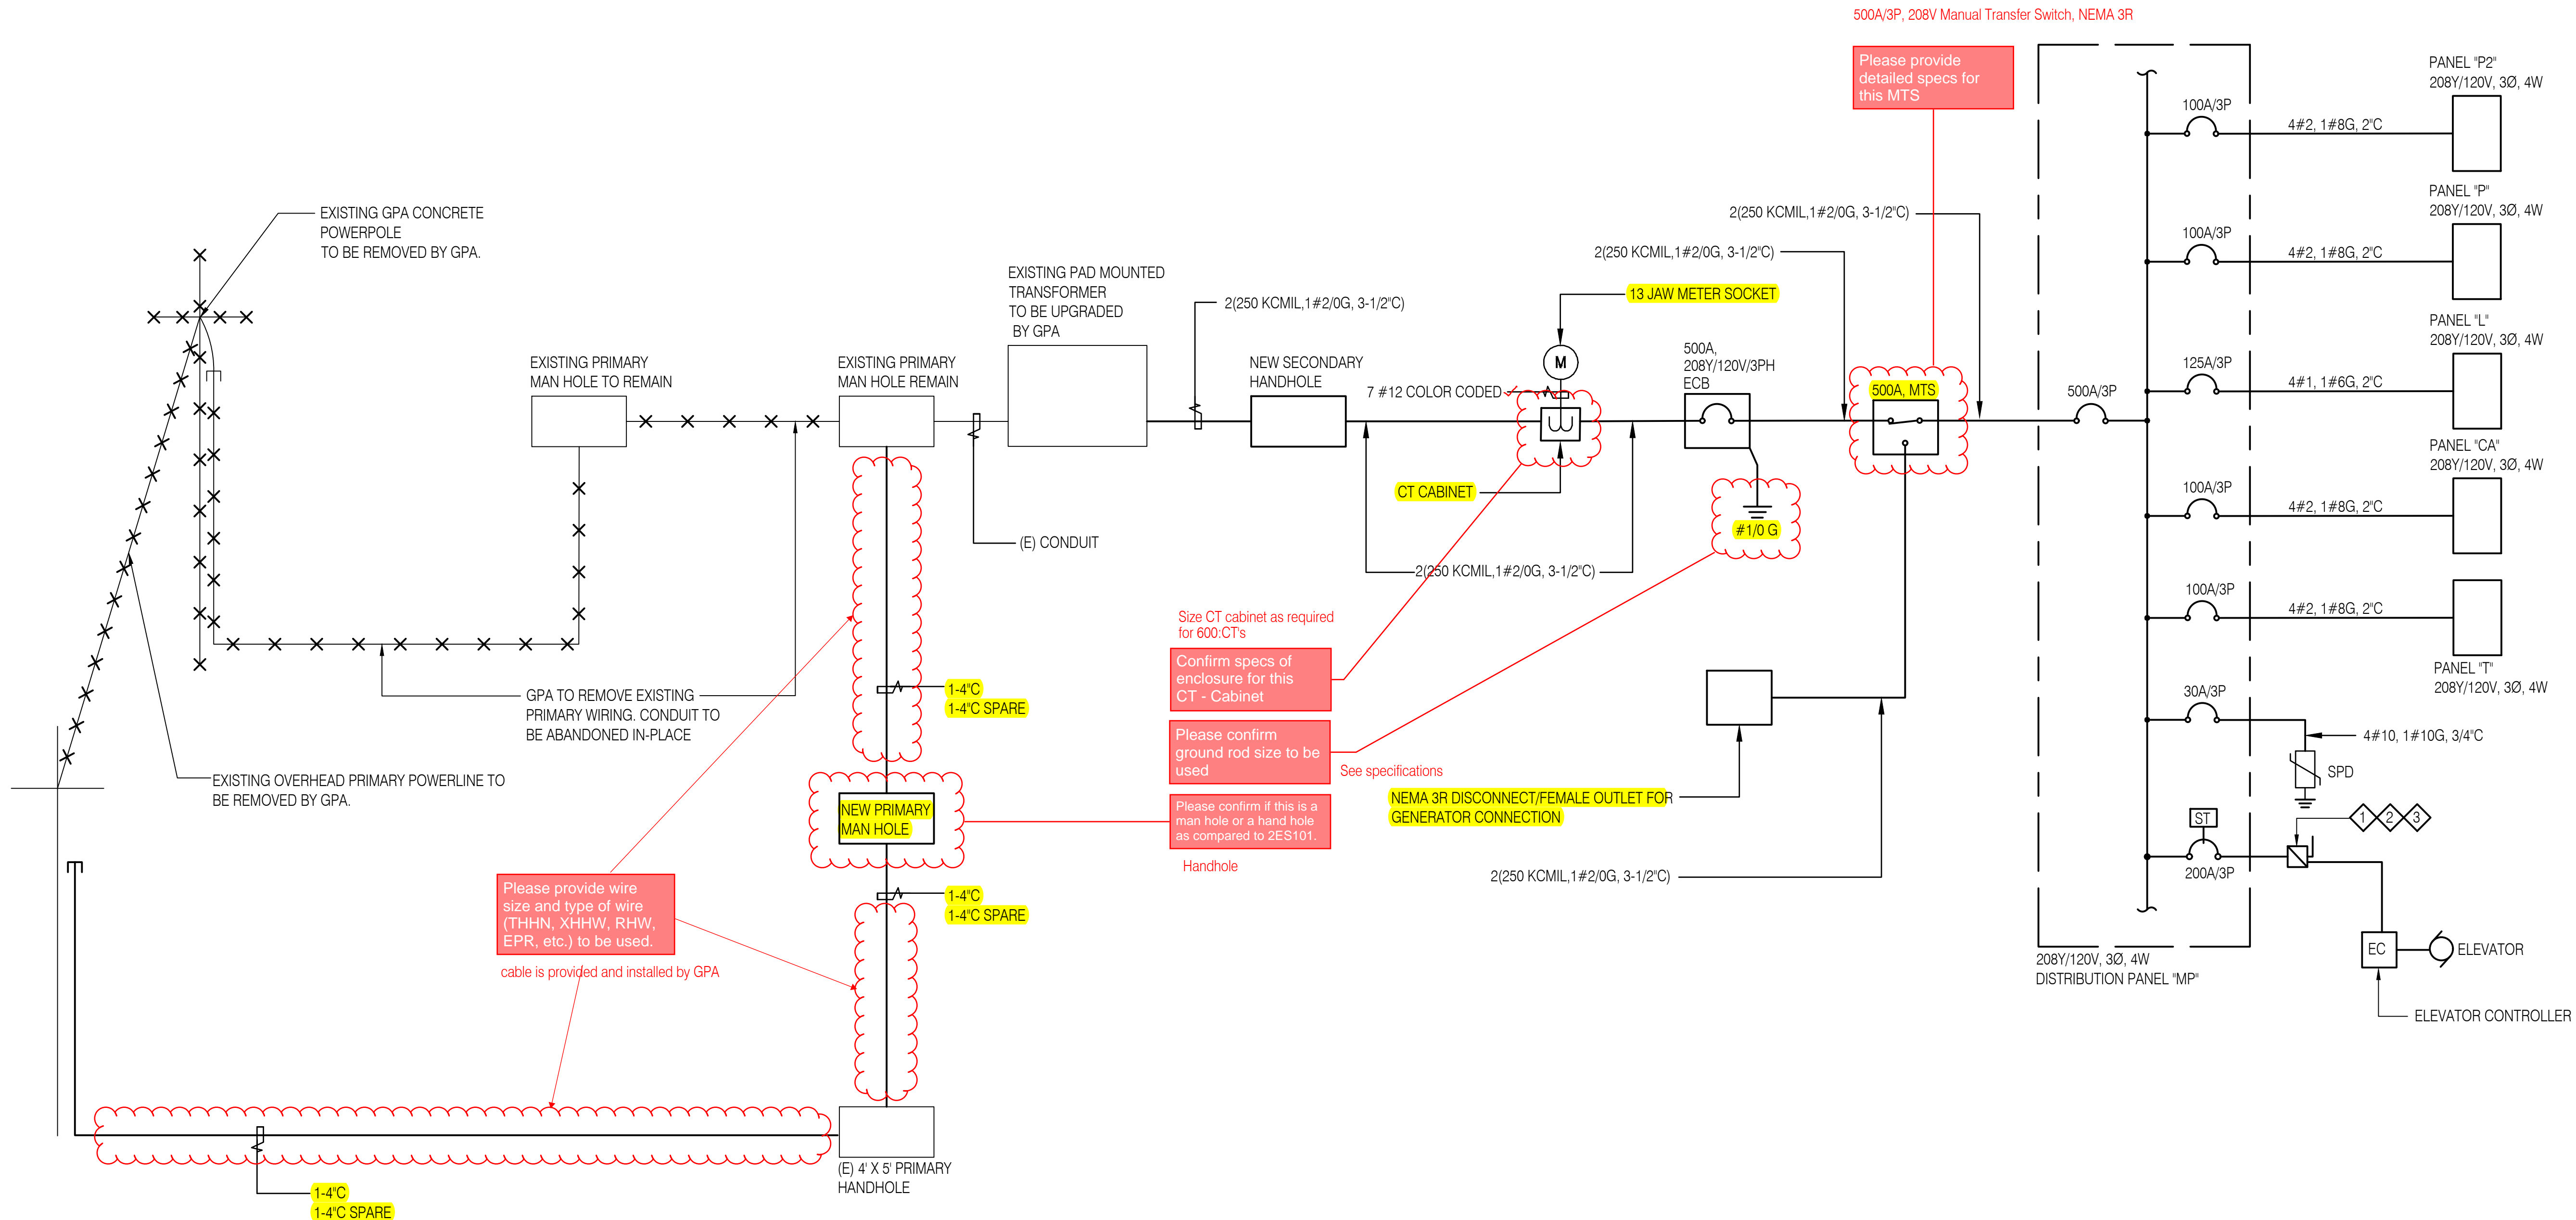 500A/3P, 208V Manual Transfer Switch, NEMA 3R
Please provide
detailed specs for
this MTS
PANEL "P2"
208Y/120V, 3Ø, 4W
100A/3P
4#2, 1#8G, 2"C
PANEL "P"
208Y/120V, 3Ø, 4W
100A/3P
4#2, 1#8G, 2"C
PANEL "L"
208Y/120V, 3Ø, 4W
125A/3P
4#1, 1#6G, 2"C
500A/3P
PANEL "CA"
208Y/120V, 3Ø, 4W
100A/3P
4#2, 1#8G, 2"C
100A/3P
4#2, 1#8G, 2"C
PANEL "T"
208Y/120V, 3Ø, 4W
30A/3P
4#10, 1#10G, 3/4"C
SPD
ST
1
2
3
200A/3P
EC
ELEVATOR
ELEVATOR CONTROLLER
208Y/120V, 3Ø, 4W
DISTRIBUTION PANEL "MP"
EXISTING GPA CONCRETE
POWERPOLE
TO BE REMOVED BY GPA.
EXISTING PRIMARY
MAN HOLE TO REMAIN
EXISTING PRIMARY
MAN HOLE REMAIN
EXISTING PAD MOUNTED
TRANSFORMER
TO BE UPGRADED
BY GPA
2(250 KCMIL,1#2/0G, 3-1/2"C)
NEW SECONDARY
HANDHOLE
2(250 KCMIL,1#2/0G, 3-1/2"C)
2(250 KCMIL,1#2/0G, 3-1/2"C)
13 JAW METER SOCKET
M
7 #12 COLOR CODED
500A,
208Y/120V/3PH
ECB
500A, MTS
CT CABINET
#1/0 G
(E) CONDUIT
2(250 KCMIL,1#2/0G, 3-1/2"C)
Size CT cabinet as required
for 600:CT's
Confirm specs of
enclosure for this
CT - Cabinet
Please confirm
ground rod size to be
used
See specifications
Please confirm if this is a
man hole or a hand hole
as compared to 2ES101.
Handhole
NEMA 3R DISCONNECT/FEMALE OUTLET FOR
GENERATOR CONNECTION
2(250 KCMIL,1#2/0G, 3-1/2"C)
GPA TO REMOVE EXISTING
PRIMARY WIRING. CONDUIT TO
BE ABANDONED IN-PLACE
EXISTING OVERHEAD PRIMARY POWERLINE TO
BE REMOVED BY GPA.
1-4"C
1-4"C SPARE
NEW PRIMARY
MAN HOLE
1-4"C
1-4"C SPARE
Please provide wire
size and type of wire
(THHN, XHHW, RHW,
EPR, etc.) to be used.
cable is provided and installed by GPA
(E) 4' X 5' PRIMARY
HANDHOLE
1-4"C
1-4"C SPARE